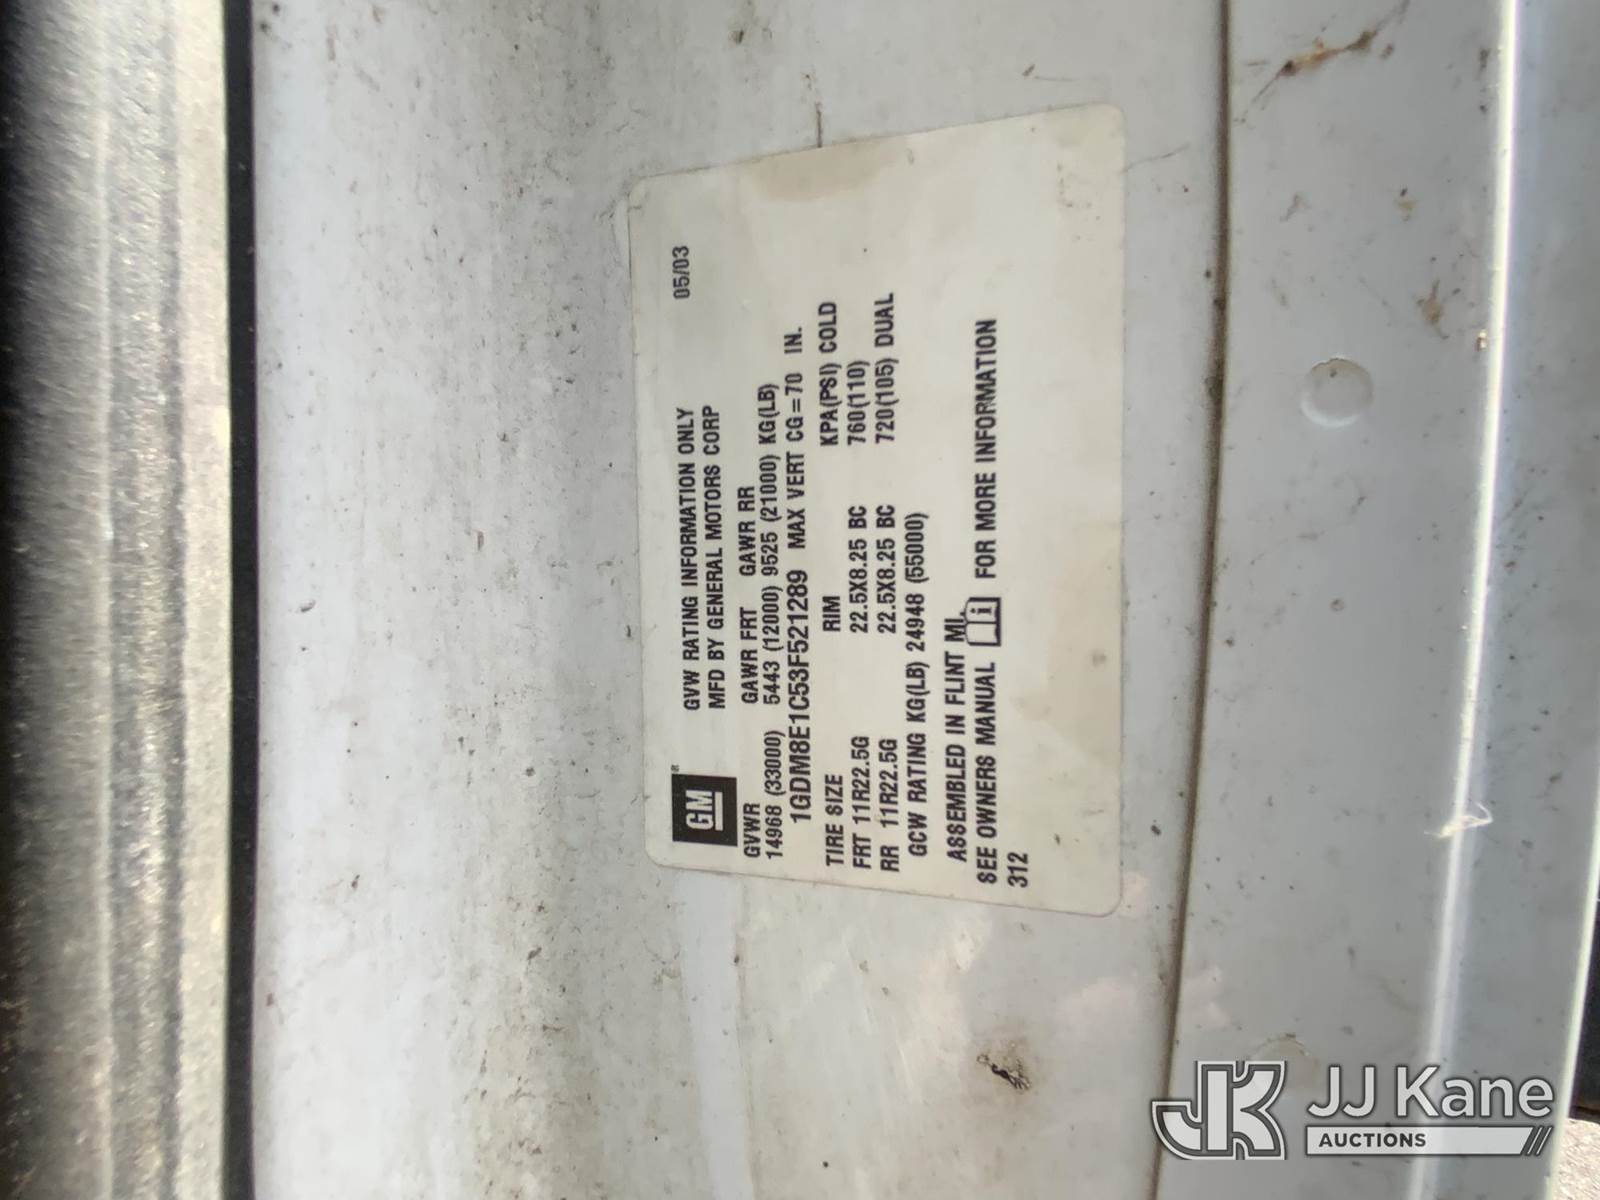 GM ®
GVW RATING INFORMATION ONLY 05/03
MFD BY GENERAL MOTORS CORP
GVWR GAWR FRT GAWR RR
14968 (33000) 5443 (12000) 9525 (21000) KG(LB)
1GDM8E1C53F521289 MAX VERT CG=70 IN.
TIRE SIZE RIM KPA(PSI) COLD
FRT 11R22.5G 22.5X8.25 BC 760(110)
RR 11R22.5G 22.5X8.25 BC 720(105) DUAL
GCW RATING KG(LB) 24948 (55000)
ASSEMBLED IN FLINT MI.
SEE OWNERS MANUAL i FOR MORE INFORMATION
312
JK JJ Kane
AUCTIONS